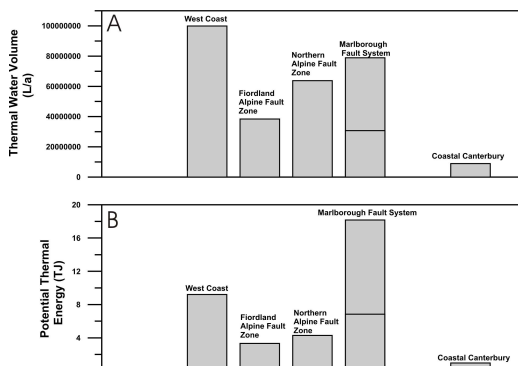 A
Thermal Water Volume
(L/a)
100000000
80000000
60000000
40000000
20000000
0
West Coast
Fiordland
Alpine Fault
Zone
Northern
Alpine Fault
Zone
Marlborough
Fault System
Coastal Canterbury
B
Potential Thermal
Energy (TJ)
20
16
12
8
4
West Coast
Fiordland
Alpine Fault
Zone
Northern
Alpine Fault
Zone
Marlborough Fault System
Coastal Canterbury